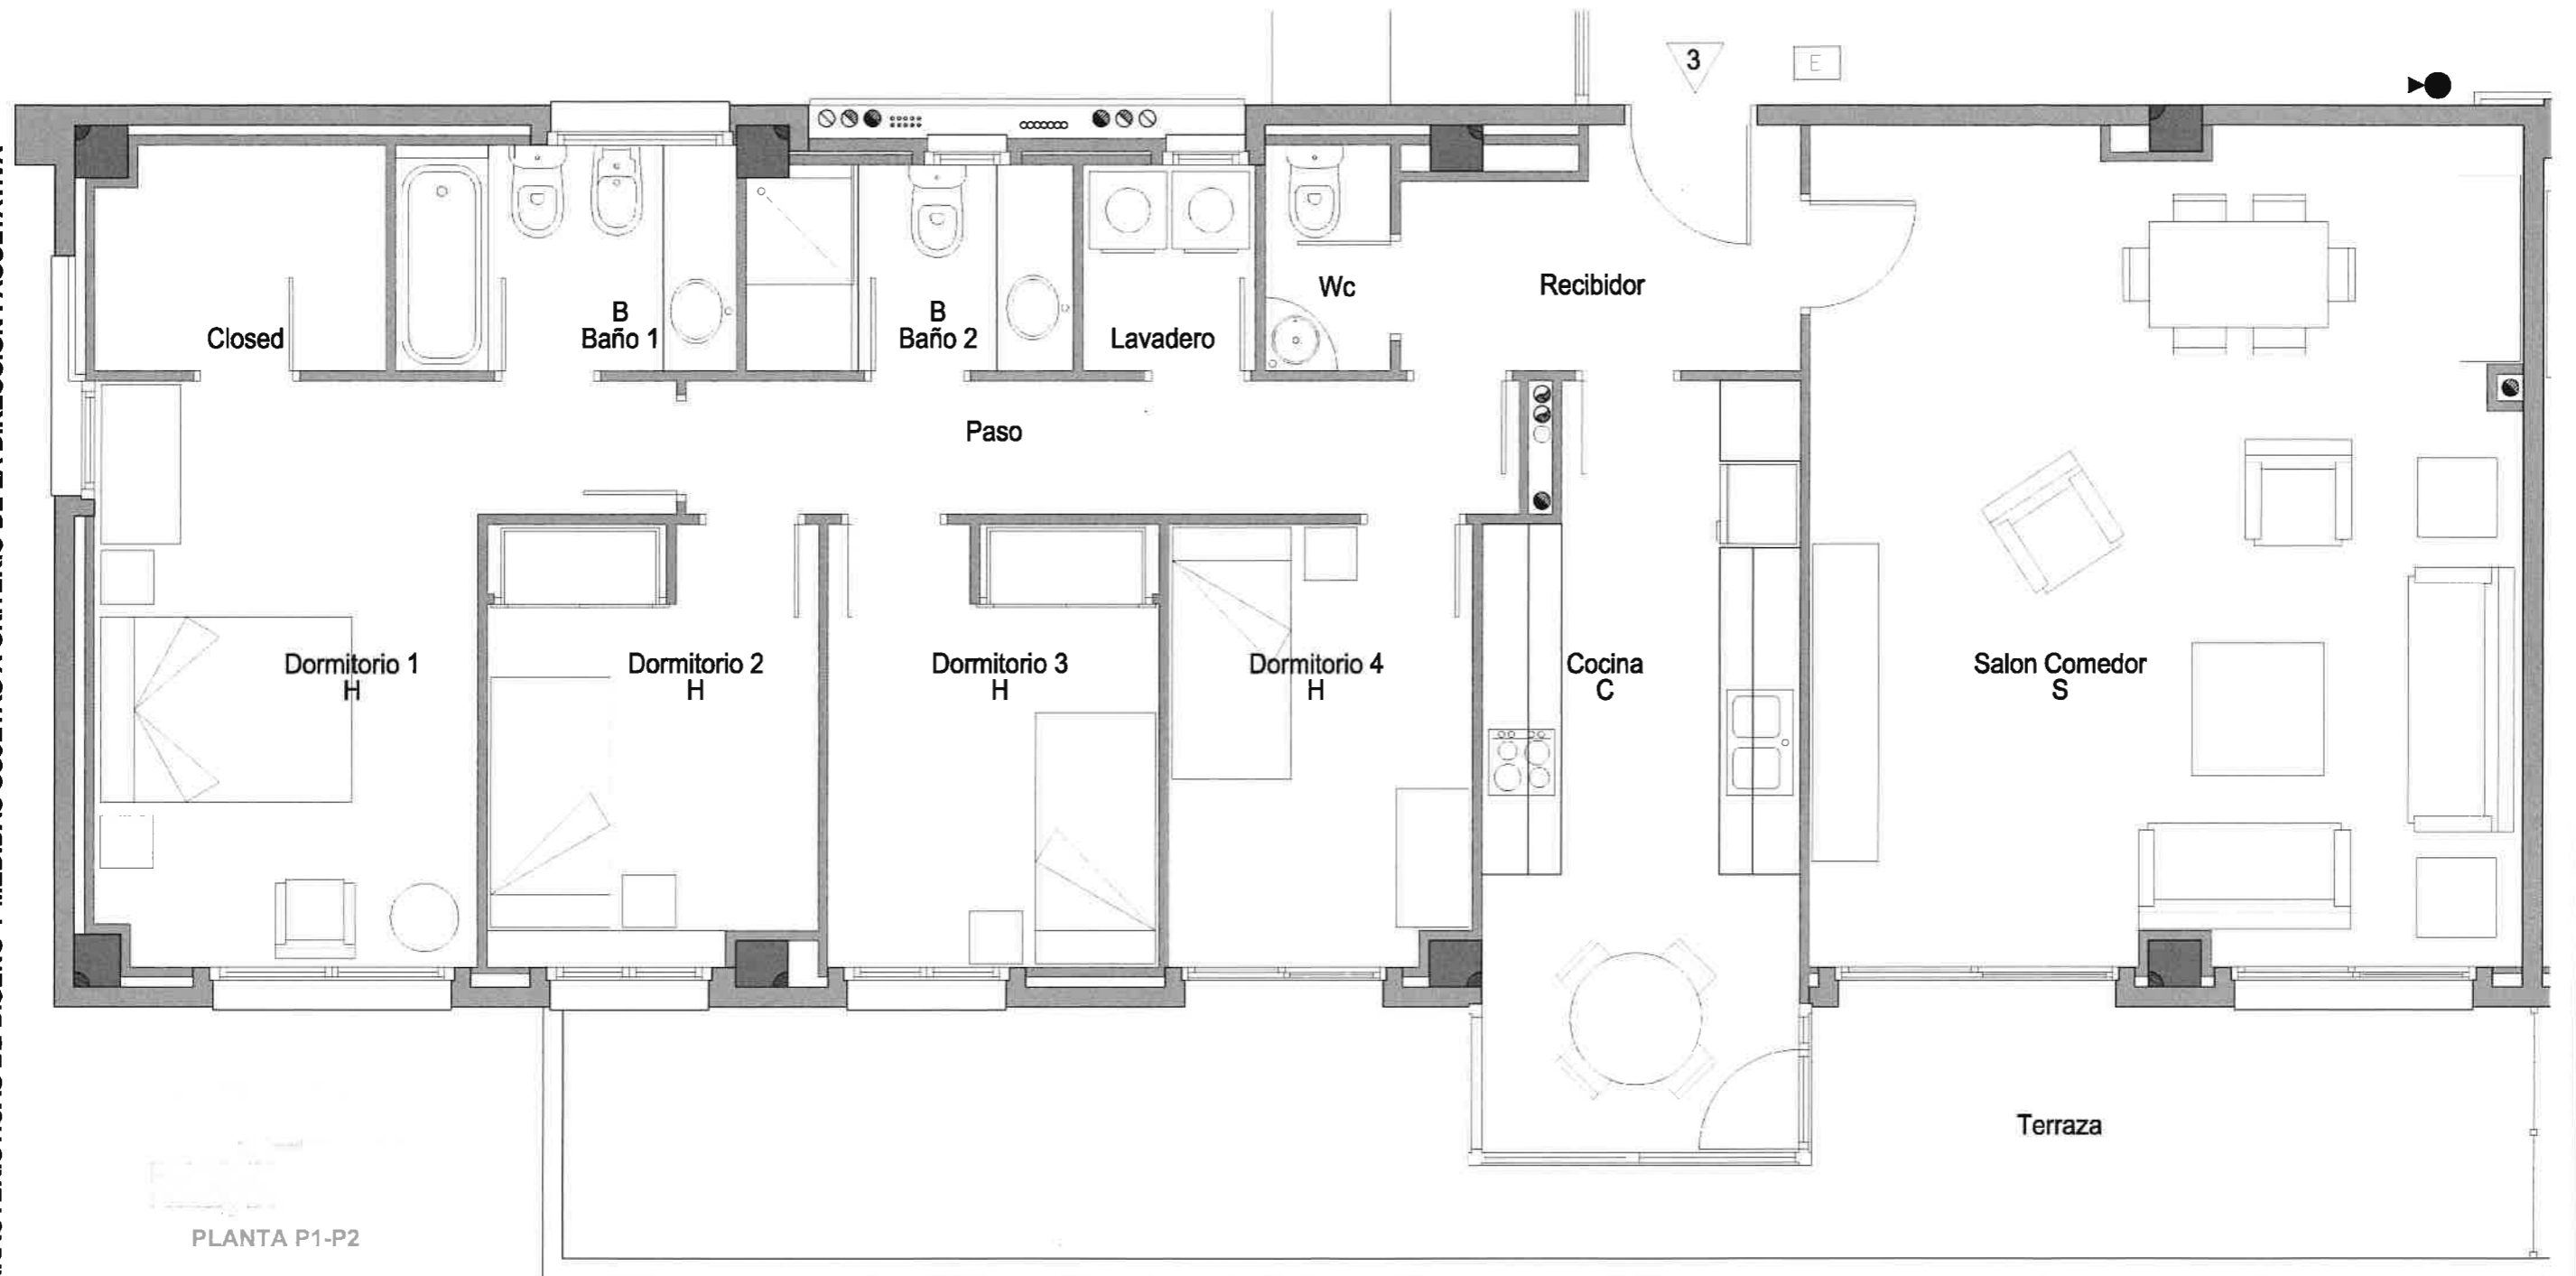 3
E
Closed
B
Baño 1
B
Baño 2
Lavadero
Wc
Recibidor
Paso
Dormitorio 1
H
Dormitorio 2
H
Dormitorio 3
H
Dormitorio 4
H
Cocina
C
Salon Comedor
S
Terraza
PLANTA P1-P2